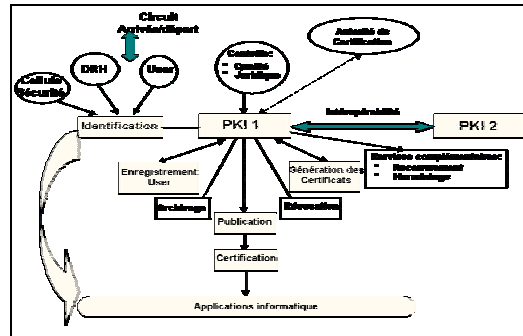 Circuit
Arrivée/départ
DRH
User
Cellule
Sécurité
Contrôle:
Qualité
Juridique
Autorité de
Certification
Identification
PKI 1
Interopérabilité
PKI 2
Enregistrement
User
Génération des
Certificats
Services complémentaires:
Recouvrement
Horodatage
Archivage
Révocation
Publication
Certification
Applications informatique